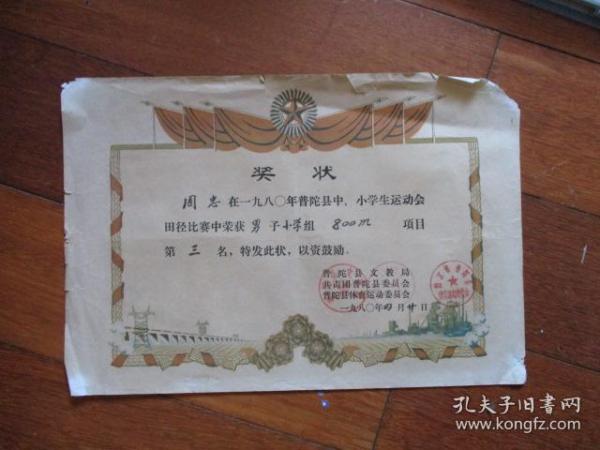 奖状
周志 在一九八〇年普陀县中、小学生运动会
田径比赛中荣获 男 子 小学组 800m 项目
第 三 名，特发此状，以资鼓励。
普陀县文教局
共青团普陀县委员会
普陀县体育运动委员会
一九八〇年 月 日
孔夫子旧书网
www.kongfz.com